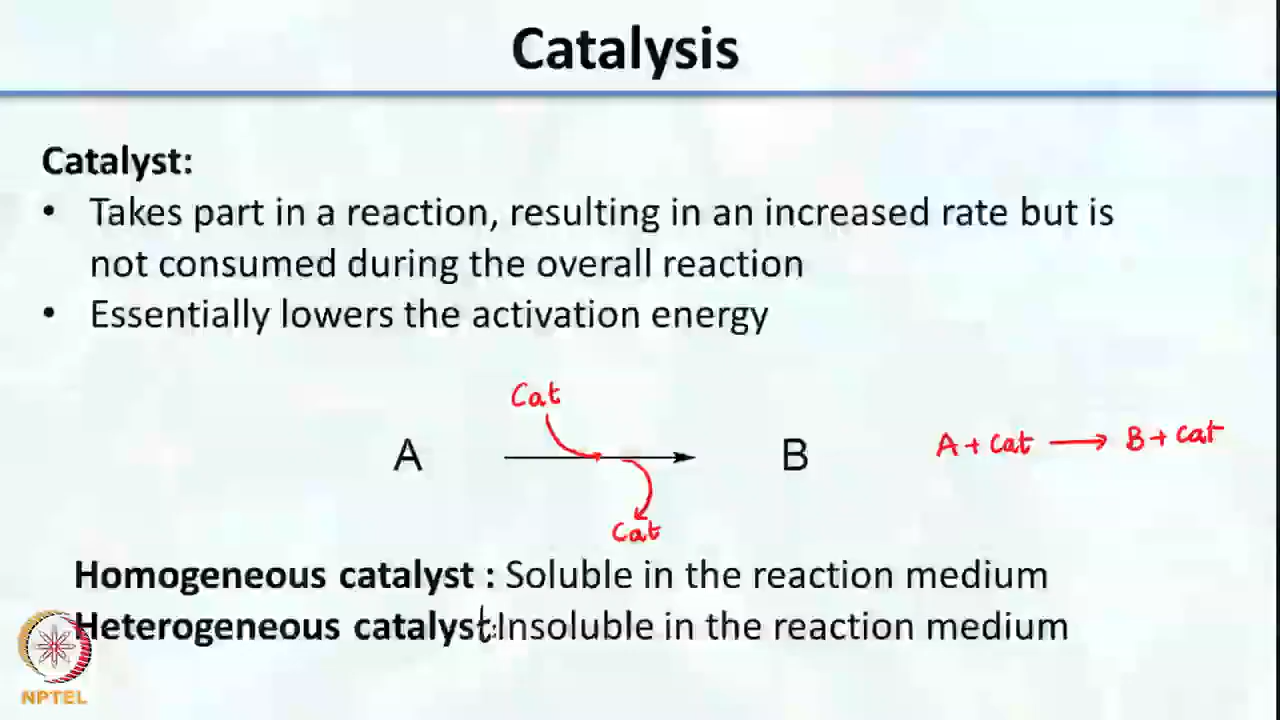 Catalysis
Catalyst:
• Takes part in a reaction, resulting in an increased rate but is
not consumed during the overall reaction
• Essentially lowers the activation energy
Cat
A → B
A + Cat → B + Cat
Cat
Homogeneous catalyst : Soluble in the reaction medium
Heterogeneous catalyst: Insoluble in the reaction medium
NPTEL